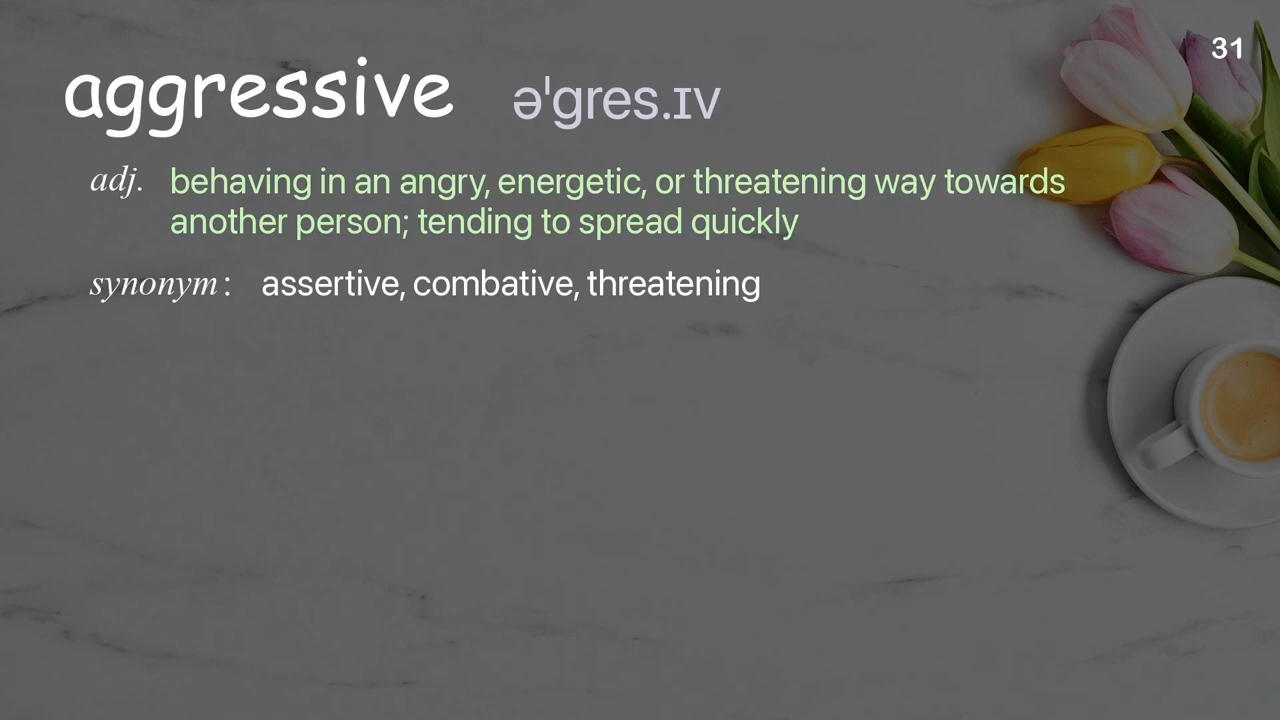 31
aggressive əˈgres.ɪv
adj. behaving in an angry, energetic, or threatening way towards
another person; tending to spread quickly
synonym : assertive, combative, threatening